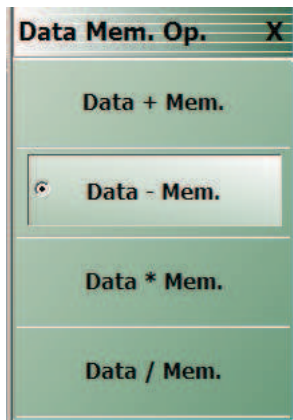 Data Mem. Op. X
Data + Mem.
Data - Mem.
Data * Mem.
Data / Mem.